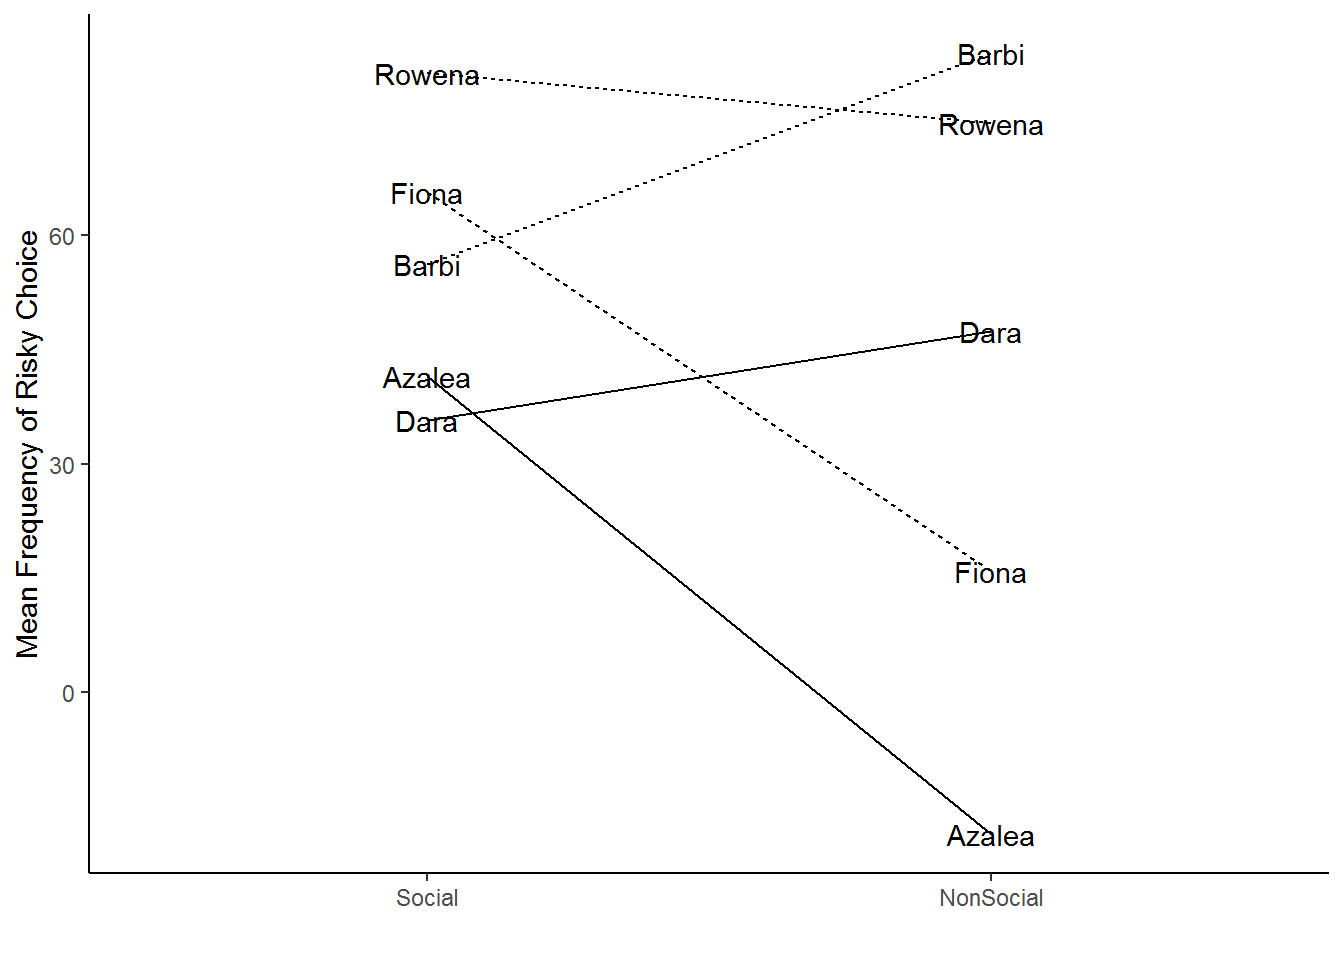 Mean Frequency of Risky Choice
60
30
0
Rowena
Fiona
Barbi
Azalea
Dara
Barbi
Rowena
Dara
Fiona
Azalea
Social
NonSocial